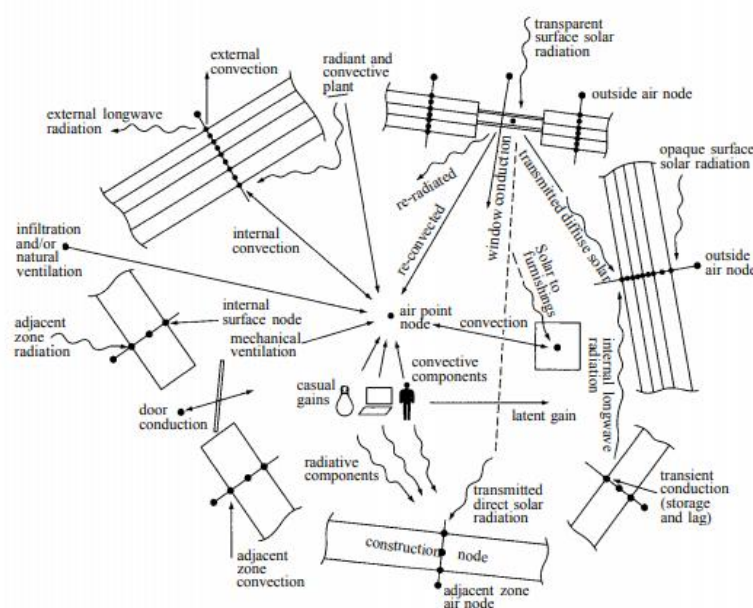 transparent
surface solar
radiation
external
convection
radiant and
convective
plant
outside air node
external longwave
radiation
opaque surface
solar radiation
re-radiated
window conduction
transmitted diffuse solar
re-convected
infiltration
and/or
natural
ventilation
internal
convection
Solar to
furnishings
outside
air node
air point
node
internal
surface node
mechanical
ventilation
convection
adjacent
zone
radiation
internal longwave
radiation
convective
components
casual
gains
door
conduction
latent gain
radiative
components
transmitted
direct solar
radiation
transient
conduction
(storage
and lag)
construction node
adjacent
zone
convection
adjacent zone
air node